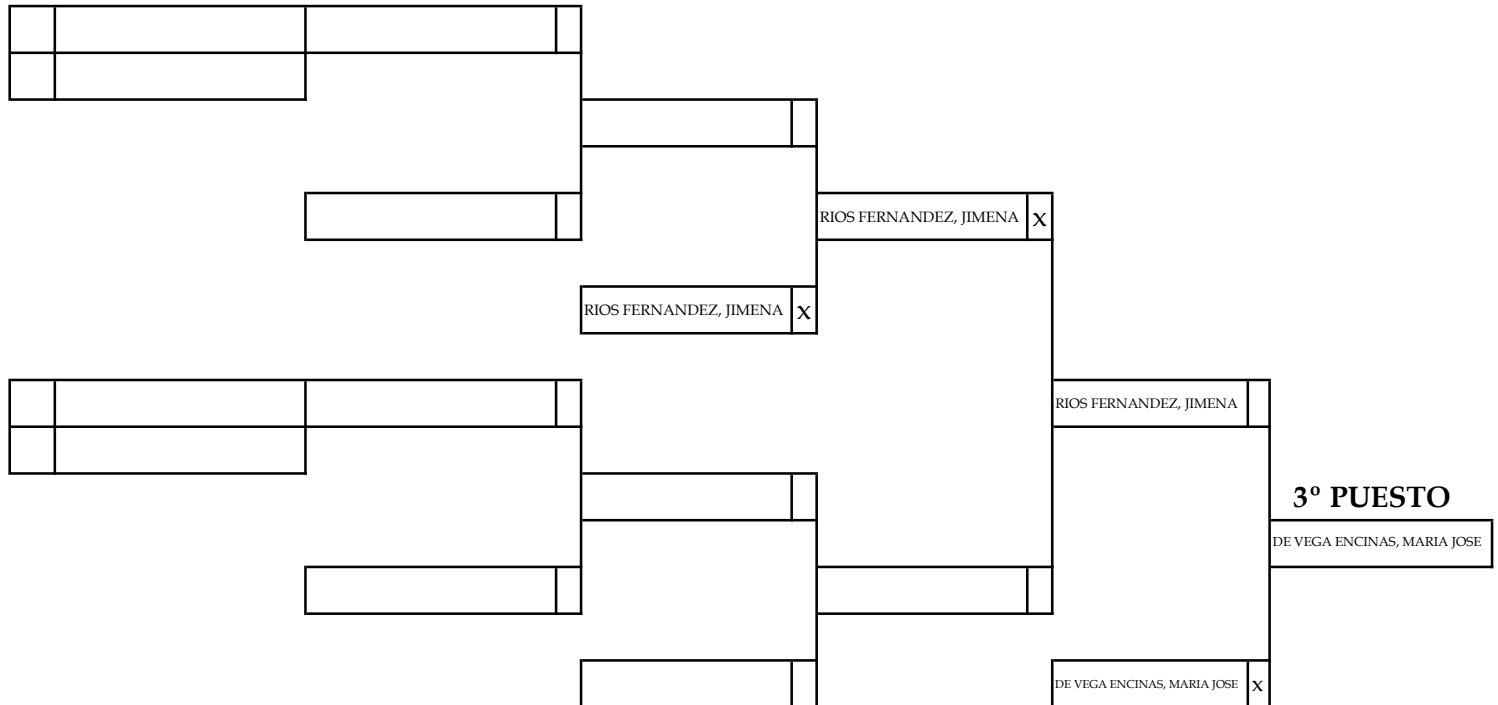 RIOS FERNANDEZ, JIMENA X
RIOS FERNANDEZ, JIMENA X
RIOS FERNANDEZ, JIMENA
3º PUESTO
DE VEGA ENCINAS, MARIA JOSE
DE VEGA ENCINAS, MARIA JOSE X